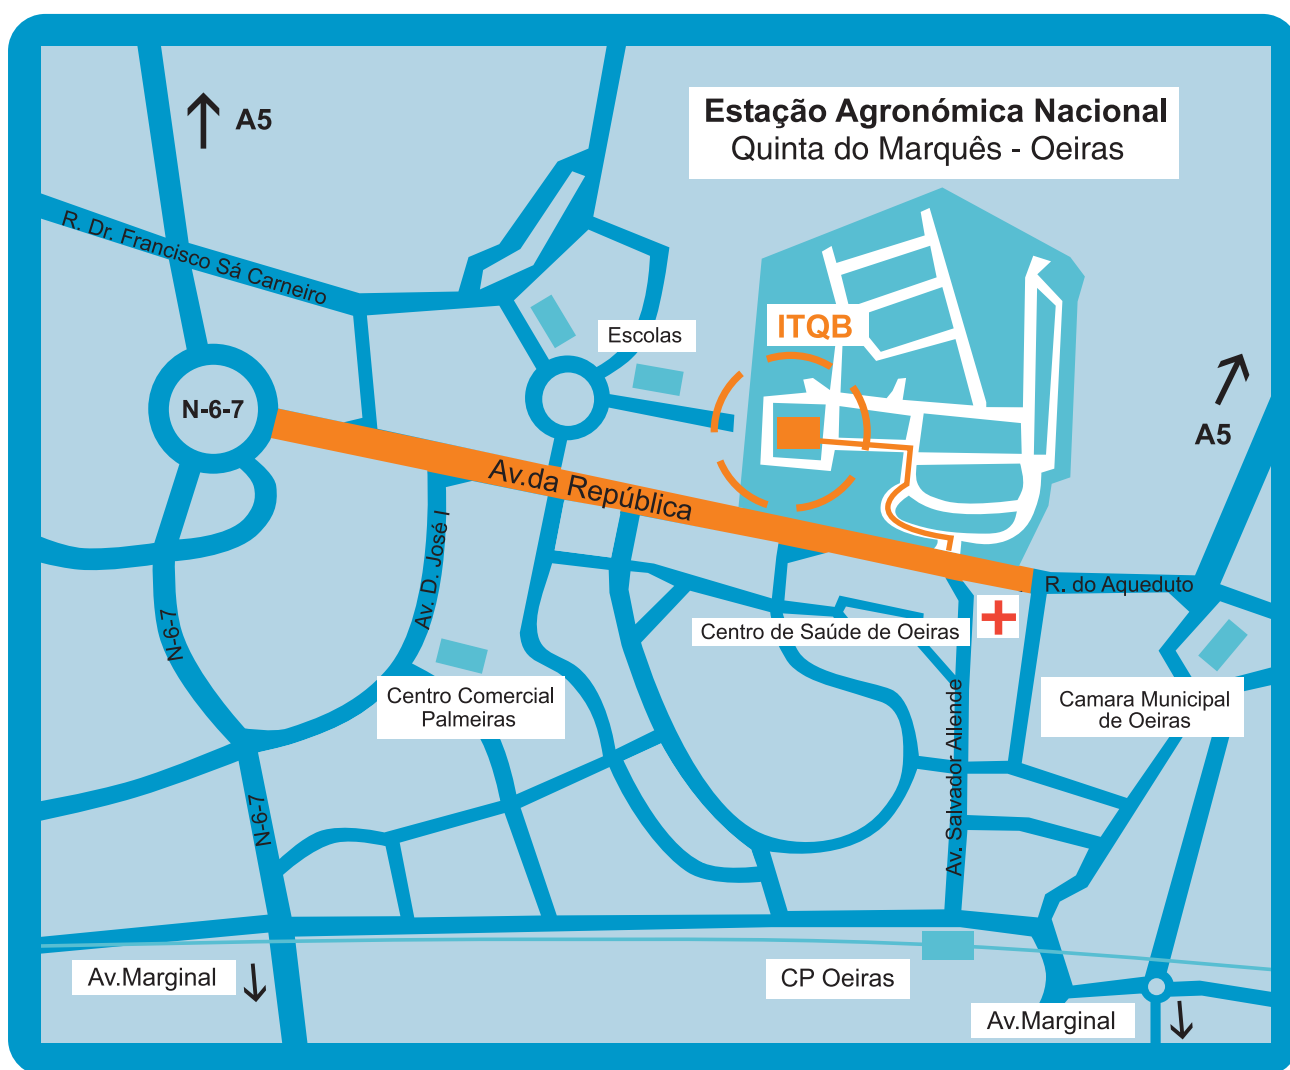 A5
Estação Agronómica Nacional
Quinta do Marquês - Oeiras
R. Dr. Francisco Sá Carneiro
ITQB
Escolas
N-6-7
A5
Av.da República
Av. D. José I
R. do Aqueduto
N-6-7
Centro de Saúde de Oeiras
Centro Comercial
Palmeiras
Camara Municipal
de Oeiras
Av. Salvador Allende
N-6-7
Av.Marginal
CP Oeiras
Av.Marginal